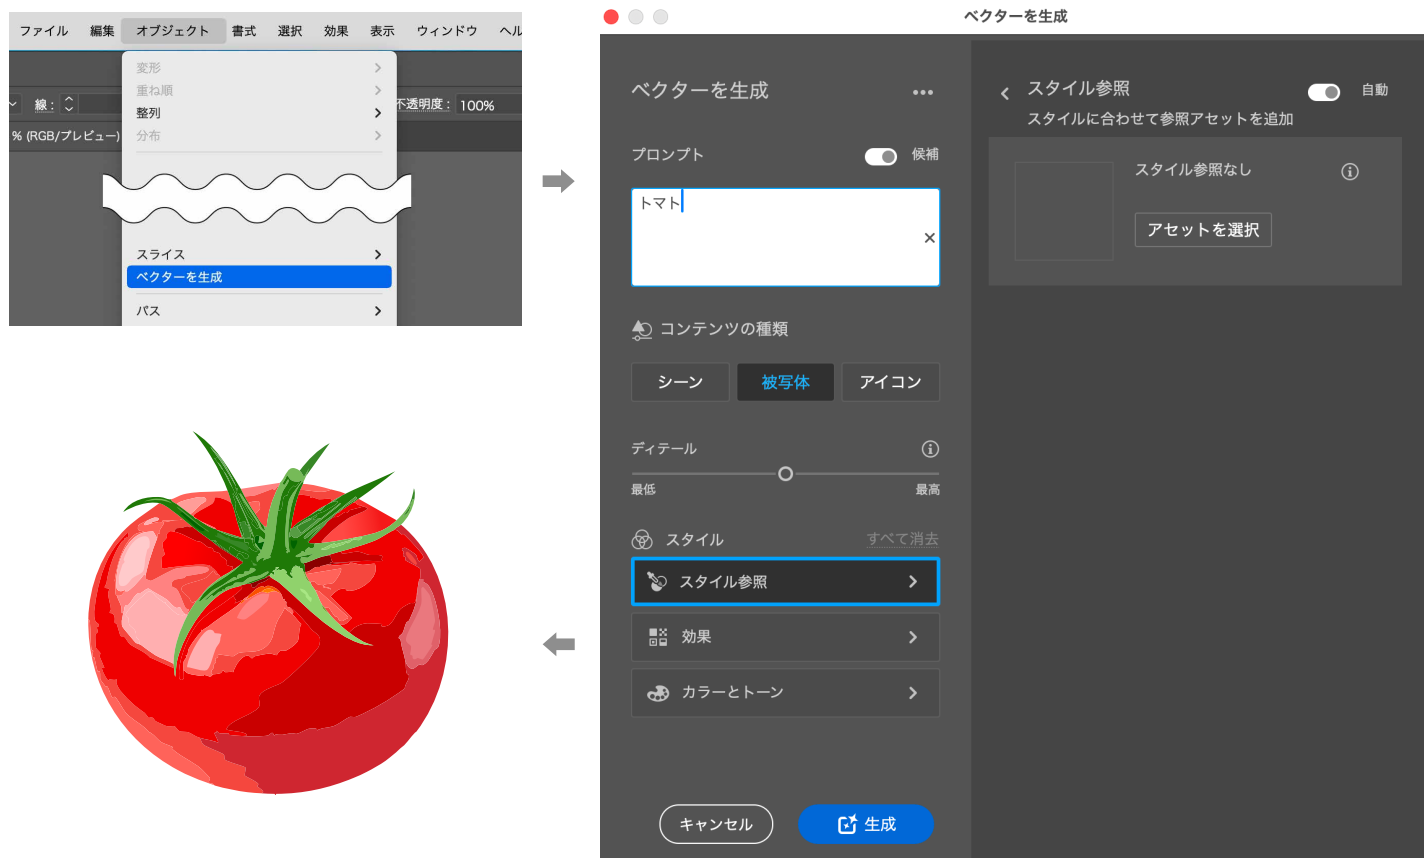 ファイル 編集 オブジェクト 書式 選択 効果 表示 ウィンドウ ヘル
変形
重ね順
線: 不透明度: 100%
整列
% (RGB/プレビュー)
分布
スライス
ベクターを生成
パス
ベクターを生成
ベクターを生成
プロンプト 候補
トマト
コンテンツの種類
シーン 被写体 アイコン
ディテール
最低 最高
スタイル すべて消去
スタイル参照
効果
カラーとトーン
キャンセル 生成
スタイル参照 自動
スタイルに合わせて参照アセットを追加
スタイル参照なし
アセットを選択